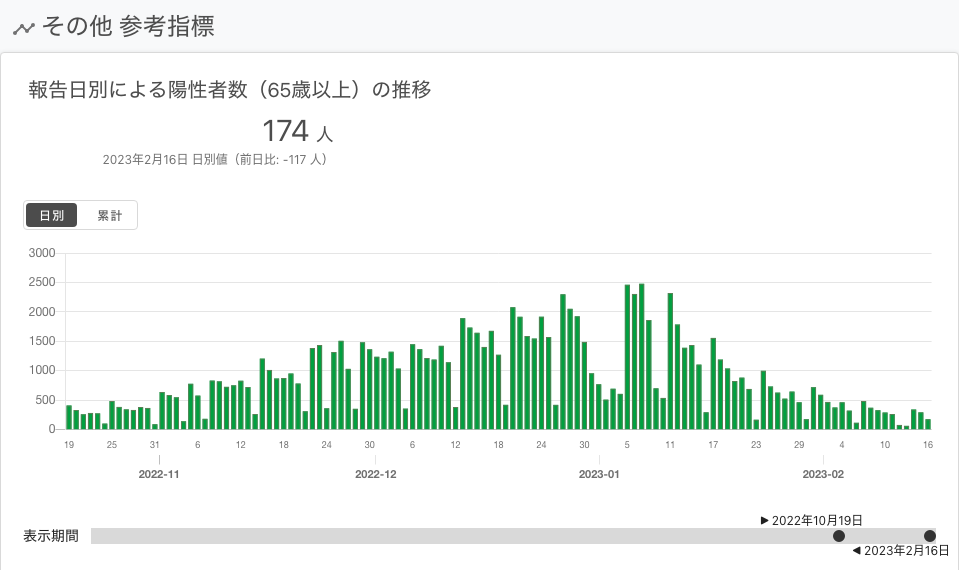 その他 参考指標
報告日別による陽性者数（65歳以上）の推移
174 人
2023年2月16日 日別値（前日比: -117 人）
日別 累計
3000
2500
2000
1500
1000
500
0
19 25 31 6 12 18 24 30 6 12 18 24 30 5 11 17 23 29 4 10 16
2022-11 2022-12 2023-01 2023-02
▶ 2022年10月19日
表示期間
◀ 2023年2月16日